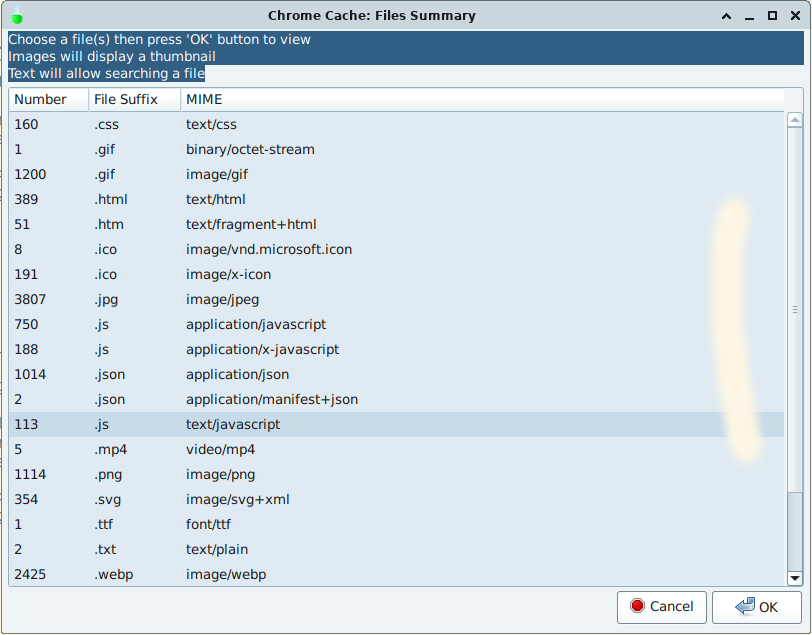 Chrome Cache: Files Summary
Choose a file(s) then press 'OK' button to view
Images will display a thumbnail
Text will allow searching a file
Number File Suffix MIME
160 .css text/css
1 .gif binary/octet-stream
1200 .gif image/gif
389 .html text/html
51 .htm text/fragment+html
8 .ico image/vnd.microsoft.icon
191 .ico image/x-icon
3807 .jpg image/jpeg
750 .js application/javascript
188 .js application/x-javascript
1014 .json application/json
2 .json application/manifest+json
113 .js text/javascript
5 .mp4 video/mp4
1114 .png image/png
354 .svg image/svg+xml
1 .ttf font/ttf
2 .txt text/plain
2425 .webp image/webp
Cancel OK